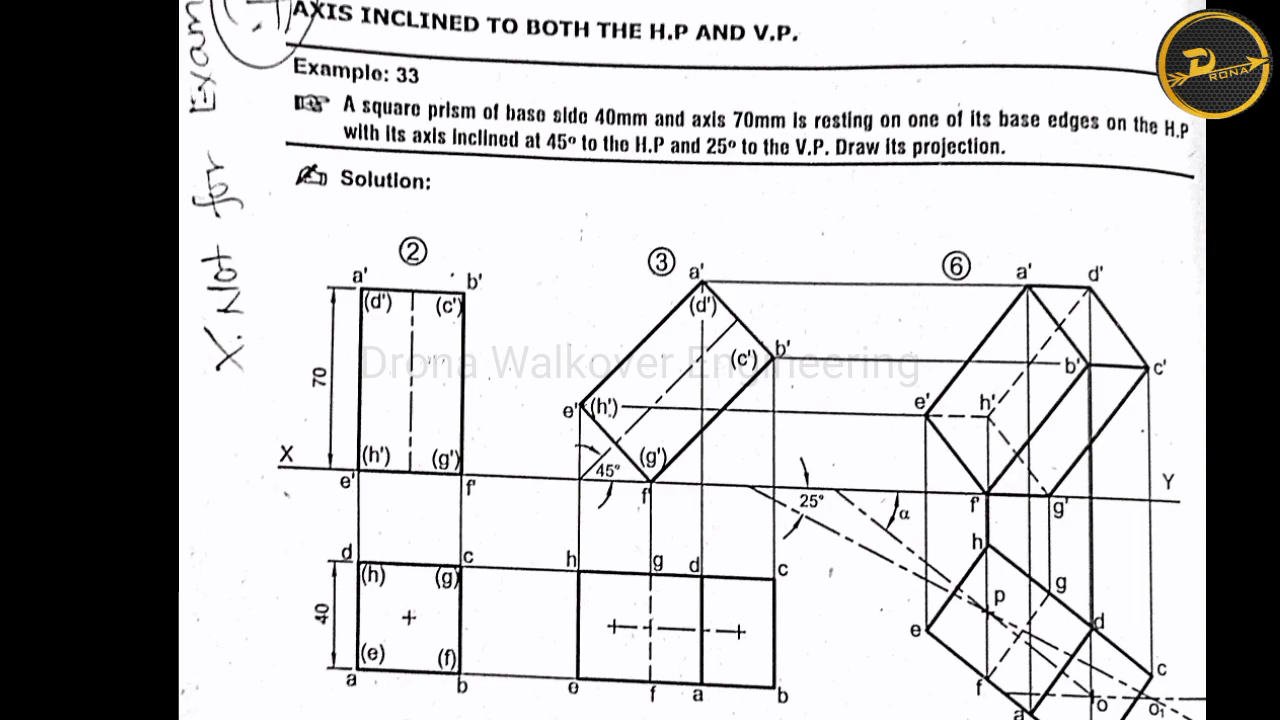 AXIS INCLINED TO BOTH THE H.P AND V.P.
DRONA
Example: 33
A square prism of base side 40mm and axis 70mm is resting on one of its base edges on the H.P
with its axis inclined at 45° to the H.P and 25° to the V.P. Draw its projection.
Solution:
X. Not for Exam
Drona Walkover Engineering
② ③ ⑥
a' b' a' a' d'
(d') (c') (d')
(c') b' b' c'
70 e' (h') e' h'
X (h') (g') 45° (g') Y
e' f' f' 25° α f' g'
d c h g d c h
(h) (g) g
40 p
e d
(e) (f) c
a b e f a b f o o₁
a